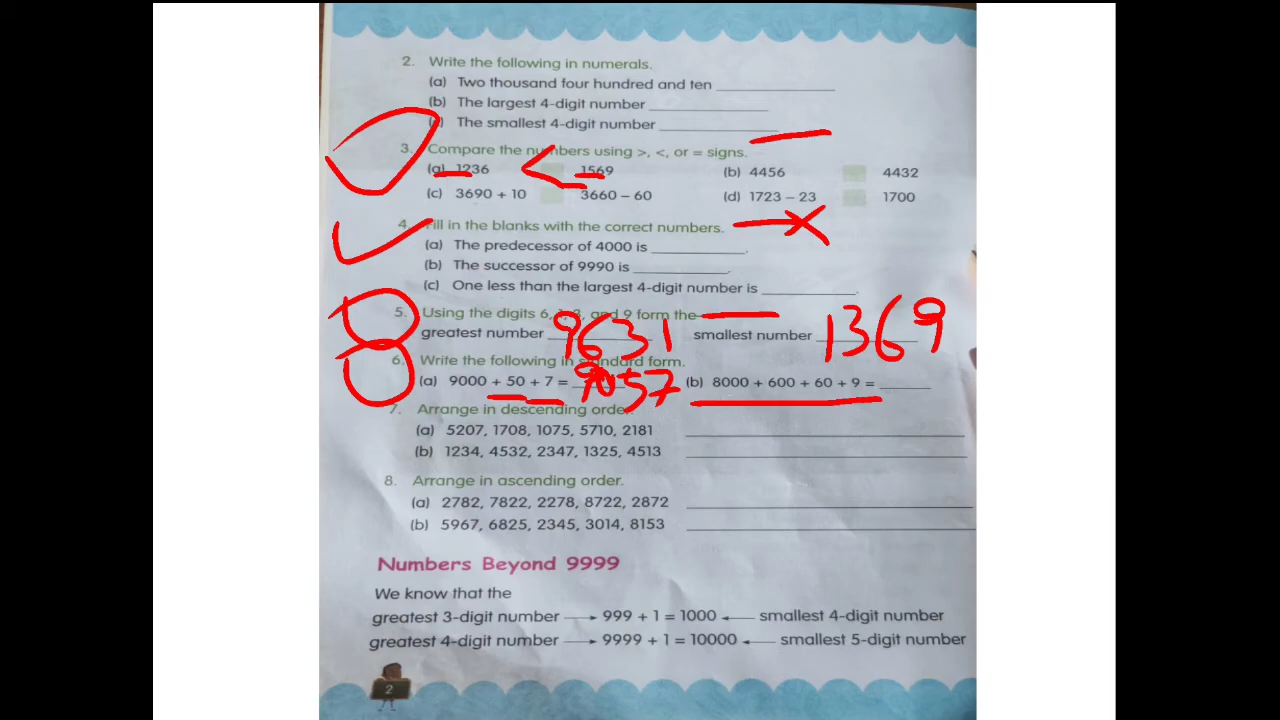 2. Write the following in numerals.
(a) Two thousand four hundred and ten
(b) The largest 4-digit number
The smallest 4-digit number
3. Compare the numbers using >, <, or = signs.
(a) 1236 < 1569 (b) 4456 4432
(c) 3690 + 10 3660 – 60 (d) 1723 – 23 1700
4. Fill in the blanks with the correct numbers.
(a) The predecessor of 4000 is
(b) The successor of 9990 is
(c) One less than the largest 4-digit number is
5. Using the digits 6, 1, 3, and 9 form the
greatest number 9631 smallest number 1369
6. Write the following in standard form.
(a) 9000 + 50 + 7 = 9057 (b) 8000 + 600 + 60 + 9 =
7. Arrange in descending order.
(a) 5207, 1708, 1075, 5710, 2181
(b) 1234, 4532, 2347, 1325, 4513
8. Arrange in ascending order.
(a) 2782, 7822, 2278, 8722, 2872
(b) 5967, 6825, 2345, 3014, 8153
Numbers Beyond 9999
We know that the
greatest 3-digit number → 999 + 1 = 1000 ← smallest 4-digit number
greatest 4-digit number → 9999 + 1 = 10000 ← smallest 5-digit number
2